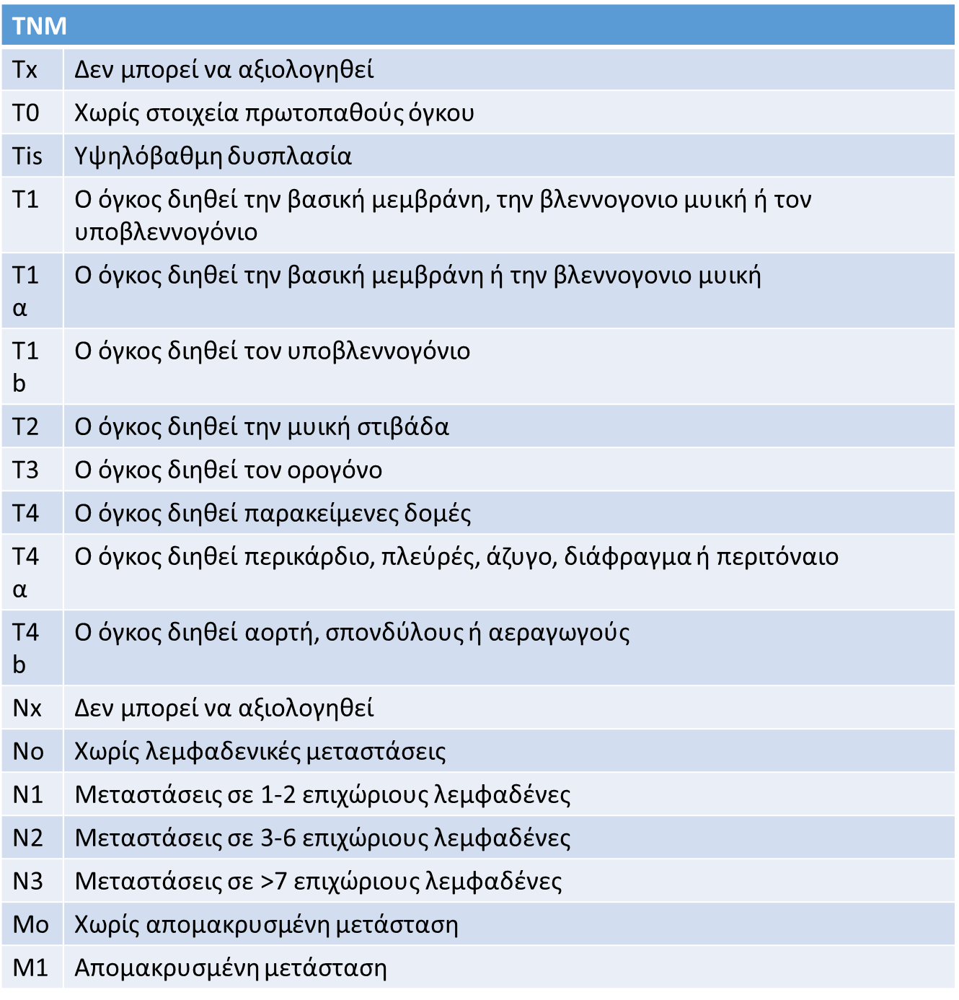 TNM
Tx Δεν μπορεί να αξιολογηθεί
T0 Χωρίς στοιχεία πρωτοπαθούς όγκου
Tis Υψηλόβαθμη δυσπλασία
T1 Ο όγκος διηθεί την βασική μεμβράνη, την βλεννογονιο μυική ή τον
υποβλεννογόνιο
T1 Ο όγκος διηθεί την βασική μεμβράνη ή την βλεννογονιο μυική
α
T1 Ο όγκος διηθεί τον υποβλεννογόνιο
b
T2 Ο όγκος διηθεί την μυική στιβάδα
T3 Ο όγκος διηθεί τον ορογόνο
T4 Ο όγκος διηθεί παρακείμενες δομές
T4 Ο όγκος διηθεί περικάρδιο, πλεύρές, άζυγο, διάφραγμα ή περιτόναιο
α
T4 Ο όγκος διηθεί αορτή, σπονδύλους ή αεραγωγούς
b
Nx Δεν μπορεί να αξιολογηθεί
No Χωρίς λεμφαδενικές μεταστάσεις
N1 Μεταστάσεις σε 1-2 επιχώριους λεμφαδένες
N2 Μεταστάσεις σε 3-6 επιχώριους λεμφαδένες
N3 Μεταστάσεις σε >7 επιχώριους λεμφαδένες
Mo Χωρίς απομακρυσμένη μετάσταση
M1 Απομακρυσμένη μετάσταση